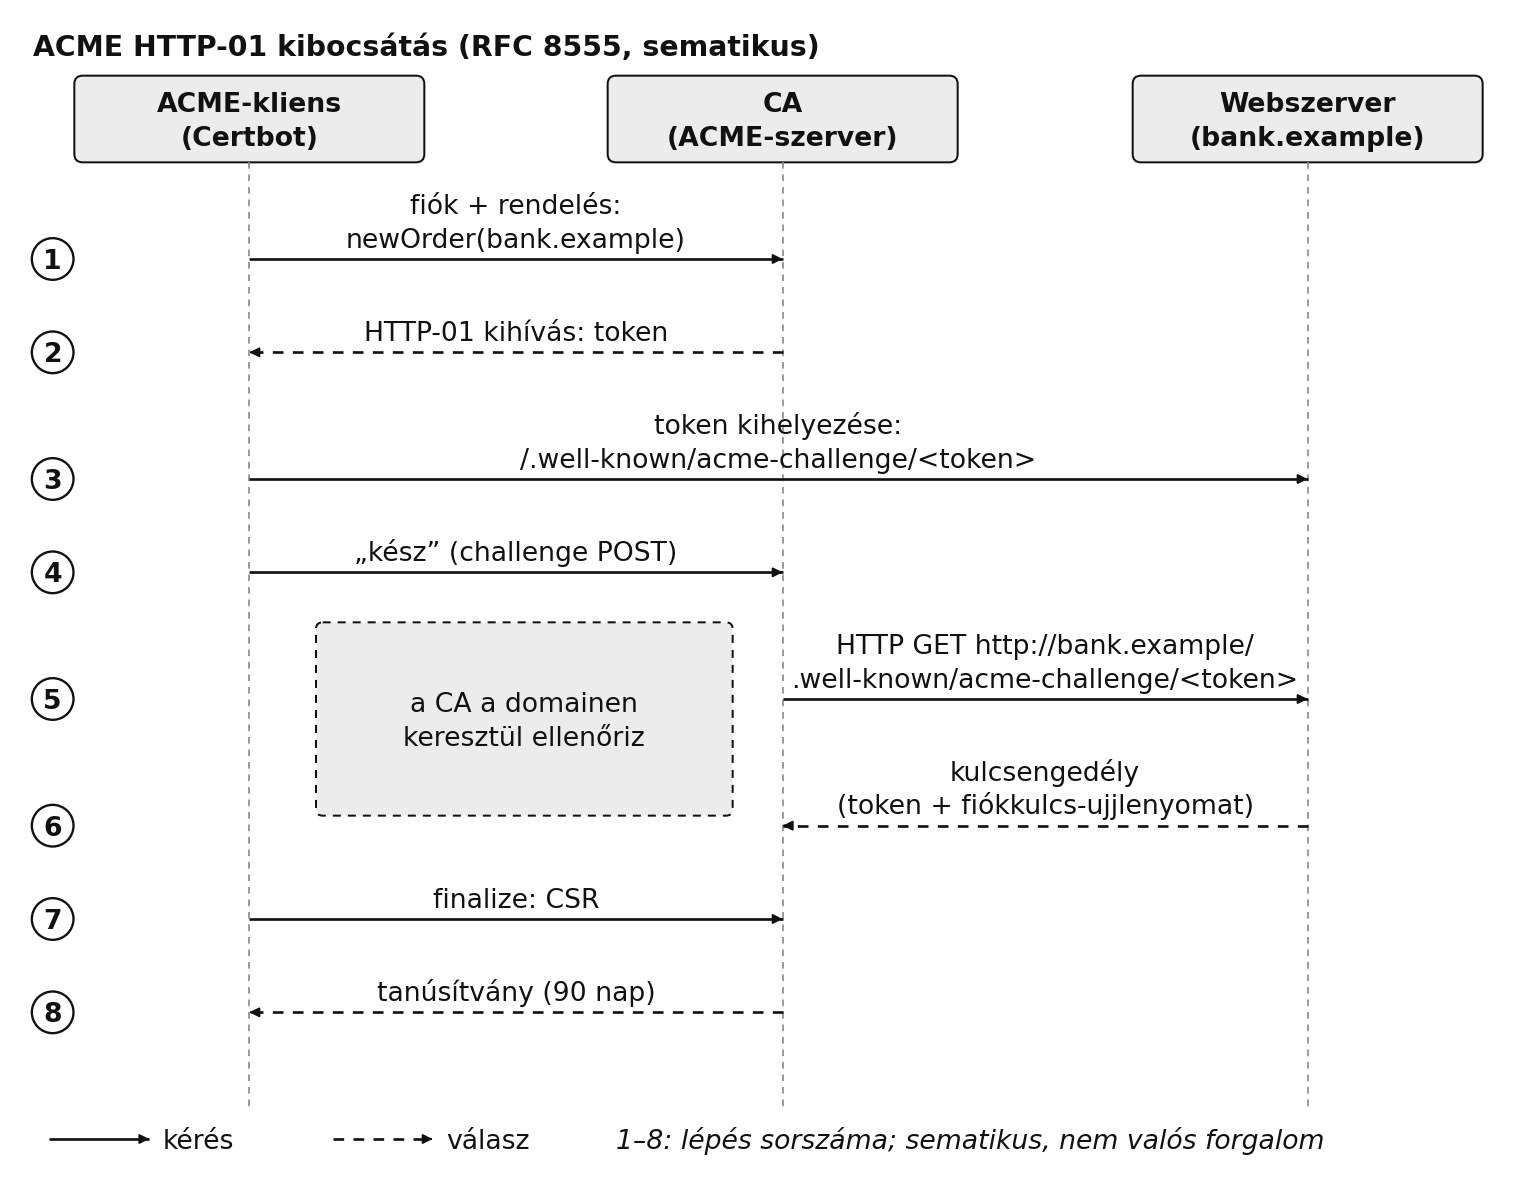 ACME HTTP-01 kibocsátás (RFC 8555, sematikus)
ACME-kliens
(Certbot)
CA
(ACME-szerver)
Webszerver
(bank.example)
fiók + rendelés:
newOrder(bank.example)
1
HTTP-01 kihívás: token
2
token kihelyezése:
/.well-known/acme-challenge/<token>
3
„kész” (challenge POST)
4
HTTP GET http://bank.example/
.well-known/acme-challenge/<token>
5
a CA a domainen
keresztül ellenőriz
kulcsengedély
(token + fiókkulcs-ujjlenyomat)
6
finalize: CSR
7
tanúsítvány (90 nap)
8
kérés
válasz
1–8: lépés sorszáma; sematikus, nem valós forgalom